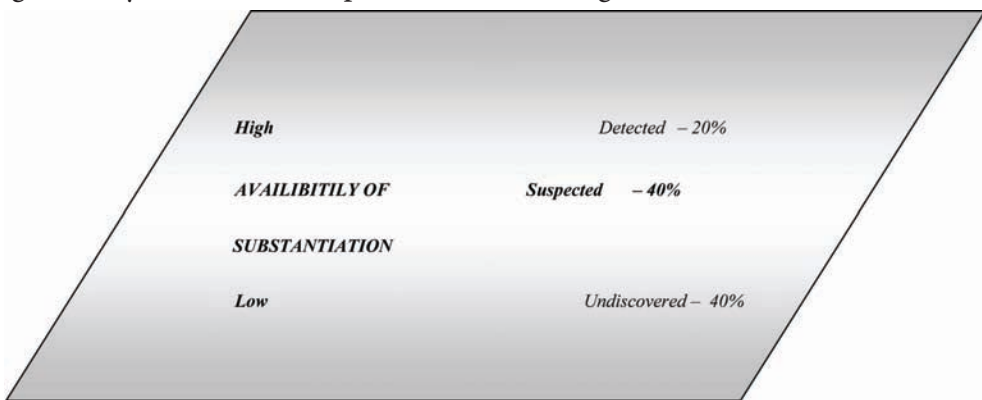 High Detected – 20%
AVAILIBITILY OF Suspected – 40%
SUBSTANTIATION
Low Undiscovered – 40%